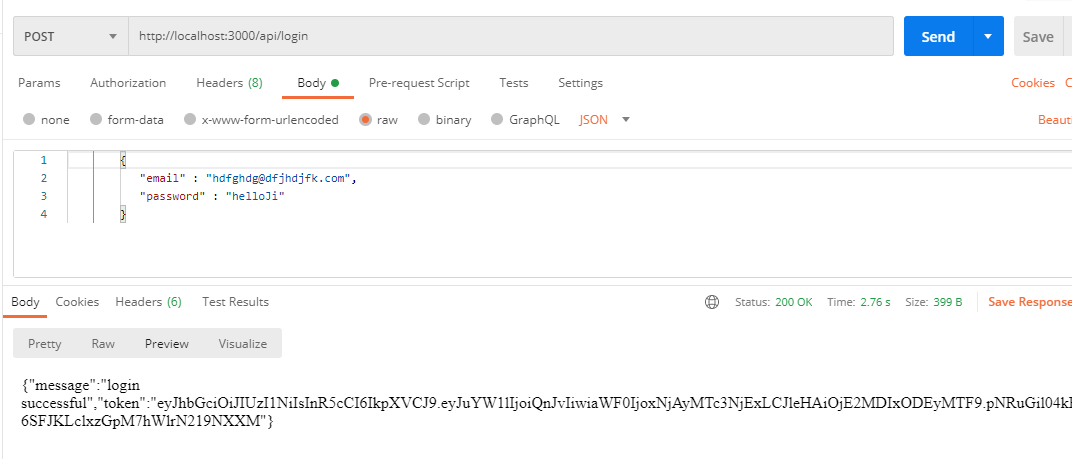 POST http://localhost:3000/api/login Send Save
Params Authorization Headers (8) Body Pre-request Script Tests Settings Cookies C
none form-data x-www-form-urlencoded raw binary GraphQL JSON Beauti
1 {
2 "email" : "hdfghdg@dfjhdjfk.com",
3 "password" : "helloJi"
4 }
Body Cookies Headers (6) Test Results Status: 200 OK Time: 2.76 s Size: 399 B Save Response
Pretty Raw Preview Visualize
{"message":"login
successful","token":"eyJhbGciOiJIUzI1NiIsInR5cCI6IkpXVCJ9.eyJuYW1lIjoiQnJvIiwiaWF0IjoxNjAyMTc3NjExLCJleHAiOjE2MDIxODEyMTF9.pNRuGil04k
6SFJKLclxzGpM7hWlrN219NXXM"}